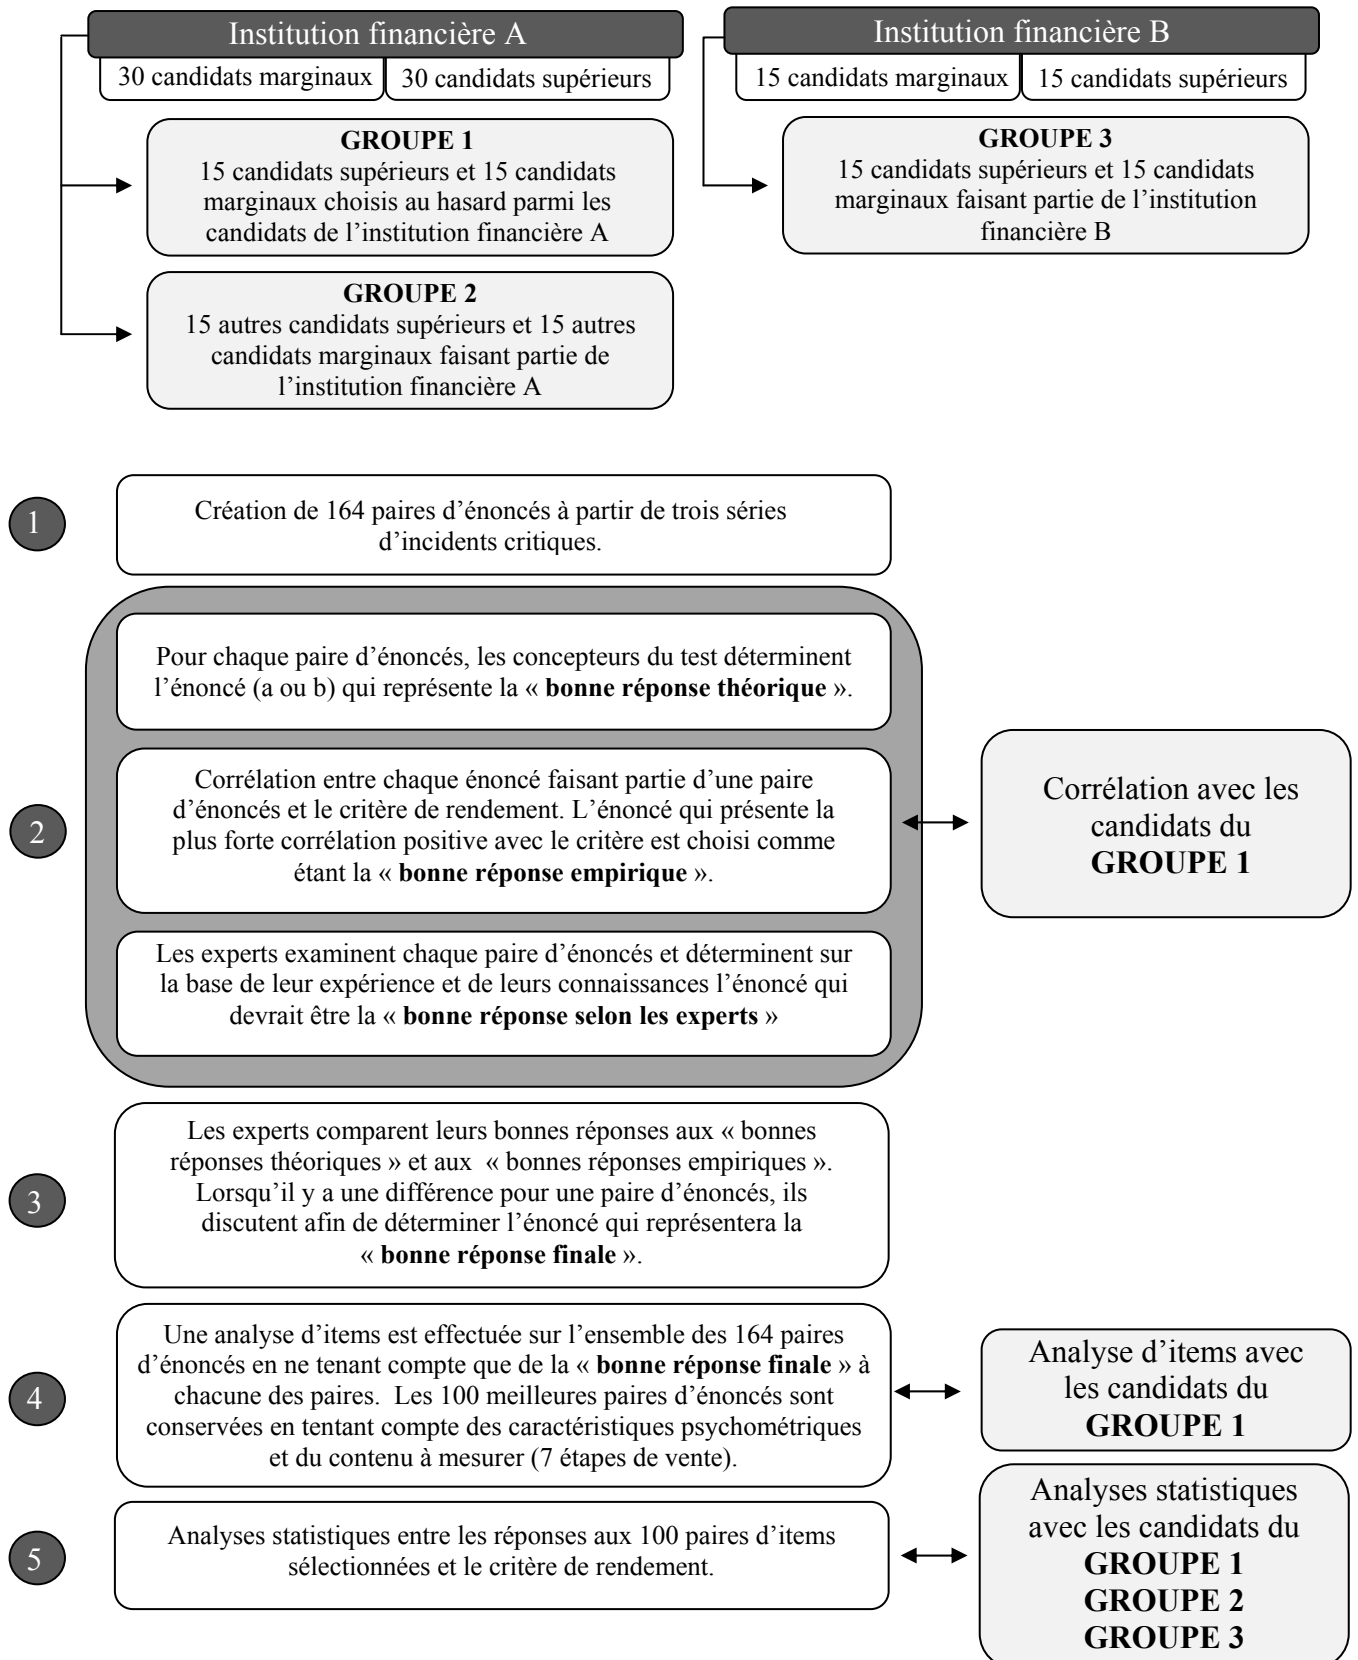 Institution financière A
30 candidats marginaux
30 candidats supérieurs
GROUPE 1
15 candidats supérieurs et 15 candidats
marginaux choisis au hasard parmi les
candidats de l’institution financière A
GROUPE 2
15 autres candidats supérieurs et 15 autres
candidats marginaux faisant partie de
l’institution financière A
Institution financière B
15 candidats marginaux
15 candidats supérieurs
GROUPE 3
15 candidats supérieurs et 15 candidats
marginaux faisant partie de l’institution
financière B
1
Création de 164 paires d’énoncés à partir de trois séries
d’incidents critiques.
2
Pour chaque paire d’énoncés, les concepteurs du test déterminent
l’énoncé (a ou b) qui représente la « bonne réponse théorique ».
Corrélation entre chaque énoncé faisant partie d’une paire
d’énoncés et le critère de rendement. L’énoncé qui présente la
plus forte corrélation positive avec le critère est choisi comme
étant la « bonne réponse empirique ».
Les experts examinent chaque paire d’énoncés et déterminent sur
la base de leur expérience et de leurs connaissances l’énoncé qui
devrait être la « bonne réponse selon les experts »
Corrélation avec les
candidats du
GROUPE 1
3
Les experts comparent leurs bonnes réponses aux « bonnes
réponses théoriques » et aux « bonnes réponses empiriques ».
Lorsqu’il y a une différence pour une paire d’énoncés, ils
discutent afin de déterminer l’énoncé qui représentera la
« bonne réponse finale ».
4
Une analyse d’items est effectuée sur l’ensemble des 164 paires
d’énoncés en ne tenant compte que de la « bonne réponse finale » à
chacune des paires. Les 100 meilleures paires d’énoncés sont
conservées en tentant compte des caractéristiques psychométriques
et du contenu à mesurer (7 étapes de vente).
Analyse d’items avec
les candidats du
GROUPE 1
5
Analyses statistiques entre les réponses aux 100 paires d’items
sélectionnées et le critère de rendement.
Analyses statistiques
avec les candidats du
GROUPE 1
GROUPE 2
GROUPE 3